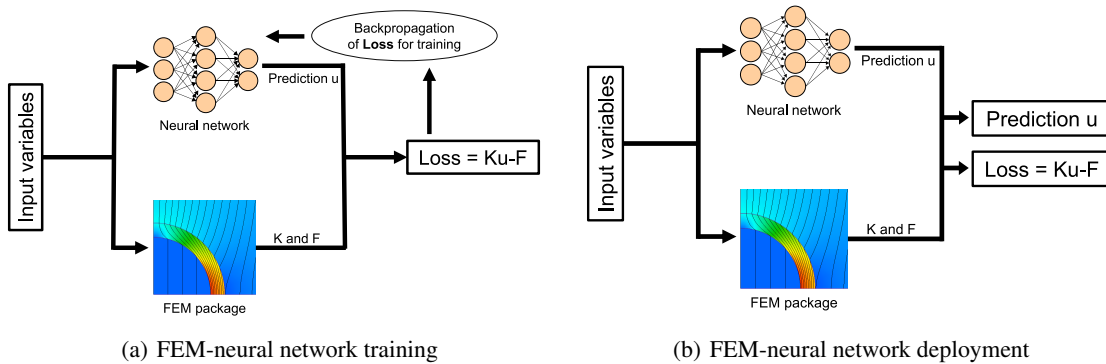 Input variables
Neural network
Prediction u
Backpropagation
of Loss for training
Loss = Ku-F
K and F
FEM package
(a) FEM-neural network training
Input variables
Neural network
Prediction u
Prediction u
Loss = Ku-F
K and F
FEM package
(b) FEM-neural network deployment